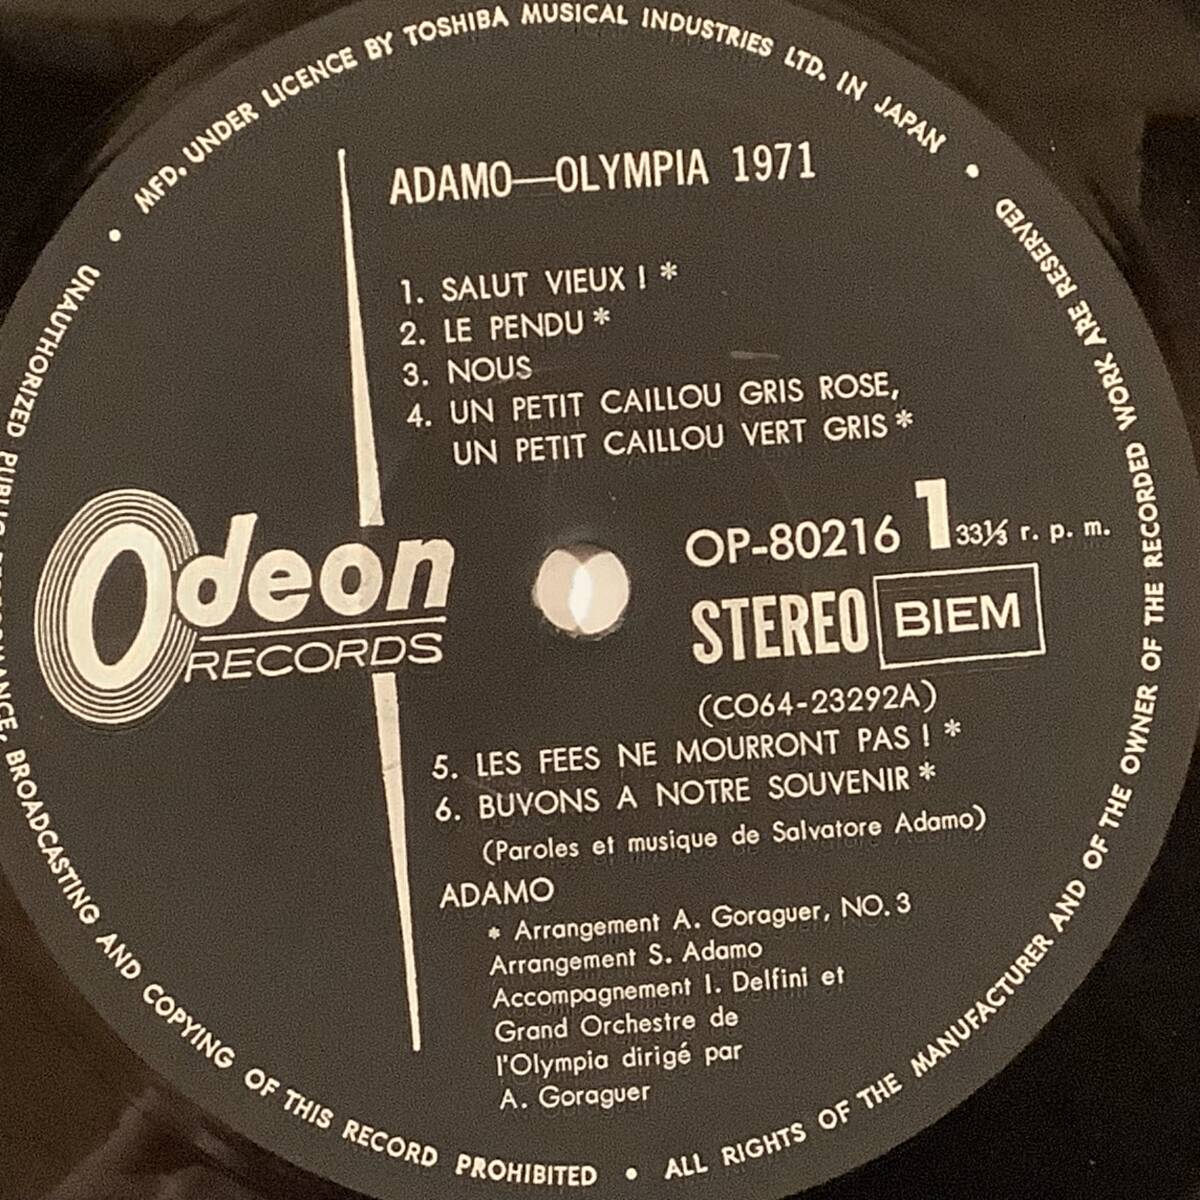 MFD. UNDER LICENCE BY TOSHIBA MUSICAL INDUSTRIES LTD. IN JAPAN •
ADAMO—OLYMPIA 1971
1. SALUT VIEUX ! *
2. LE PENDU *
3. NOUS
4. UN PETIT CAILLOU GRIS ROSE,
UN PETIT CAILLOU VERT GRIS *
Odeon
RECORDS
OP-80216 1 33⅓ r. p. m.
STEREO BIEM
(CO64-23292A)
5. LES FEES NE MOURRONT PAS ! *
6. BUVONS A NOTRE SOUVENIR *
(Paroles et musique de Salvatore Adamo)
ADAMO
* Arrangement A. Goraguer, NO. 3
Arrangement S. Adamo
Accompagnement I. Delfini et
Grand Orchestre de
l'Olympia dirigé par
A. Goraguer
ALL RIGHTS OF THE MANUFACTURER AND OF THE OWNER OF THE RECORDED WORK ARE RESERVED
• UNAUTHORIZED BROADCASTING AND COPYING OF THIS RECORD PROHIBITED •